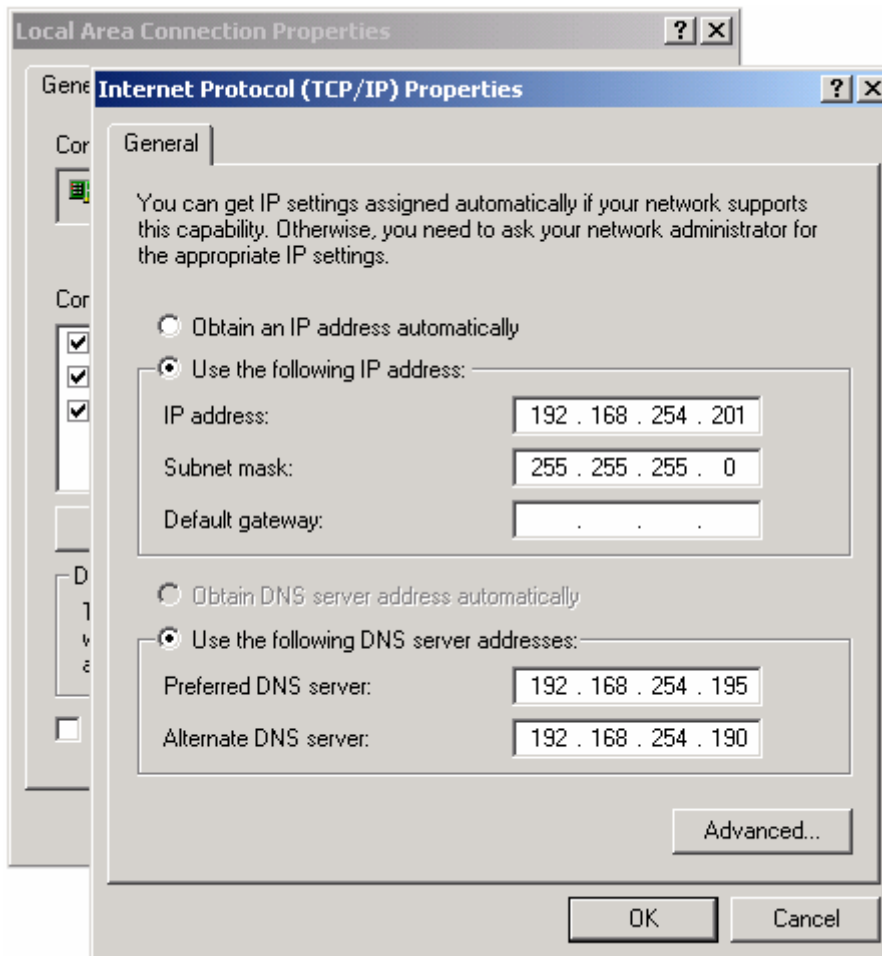 Local Area Connection Properties
Internet Protocol (TCP/IP) Properties
General
You can get IP settings assigned automatically if your network supports
this capability. Otherwise, you need to ask your network administrator for
the appropriate IP settings.
Obtain an IP address automatically
Use the following IP address:
IP address: 192 . 168 . 254 . 201
Subnet mask: 255 . 255 . 255 . 0
Default gateway: . . .
Obtain DNS server address automatically
Use the following DNS server addresses:
Preferred DNS server: 192 . 168 . 254 . 195
Alternate DNS server: 192 . 168 . 254 . 190
Advanced...
OK Cancel